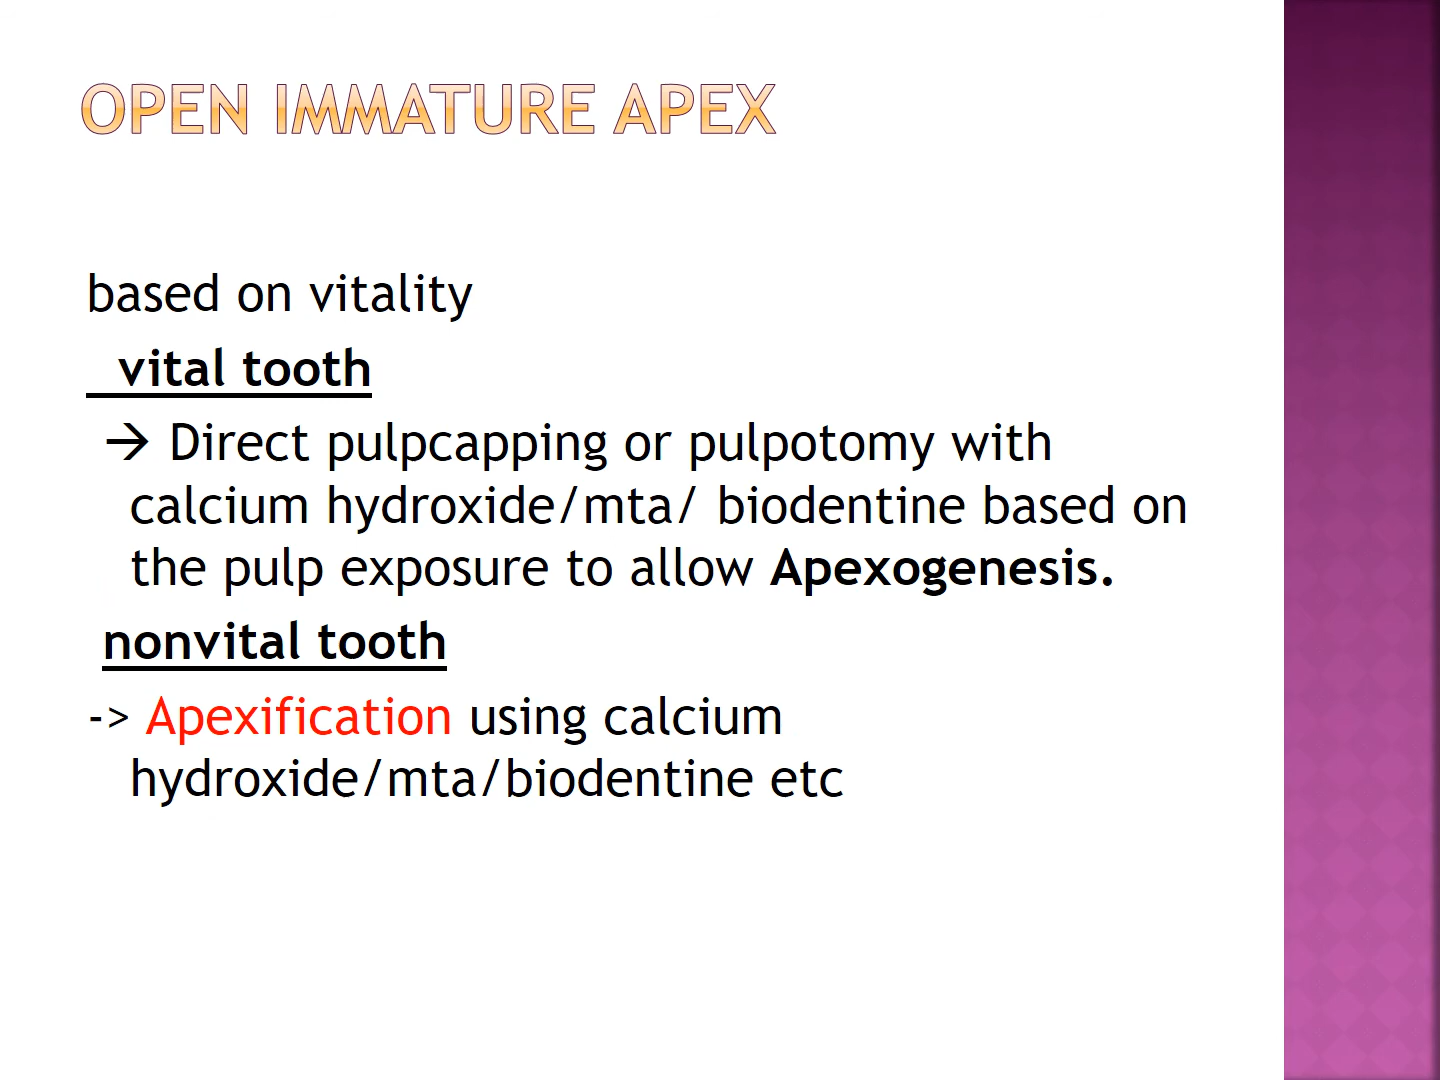 OPEN IMMATURE APEX
based on vitality
vital tooth
→ Direct pulpcapping or pulpotomy with
calcium hydroxide/mta/ biodentine based on
the pulp exposure to allow Apexogenesis.
nonvital tooth
-> Apexification using calcium
hydroxide/mta/biodentine etc